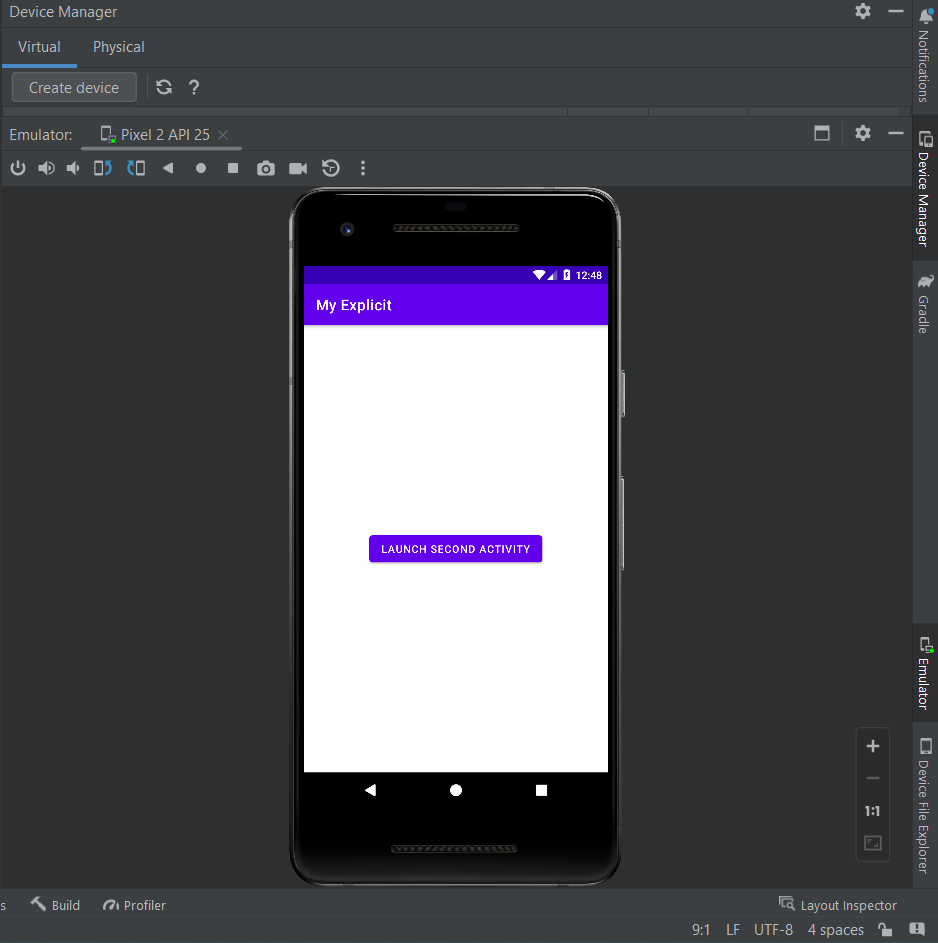 Device Manager
Virtual Physical
Create device ?
Emulator: Pixel 2 API 25
12:48
My Explicit
LAUNCH SECOND ACTIVITY
1:1
Notifications
Device Manager
Gradle
Emulator
Device File Explorer
s Build Profiler Layout Inspector
9:1 LF UTF-8 4 spaces